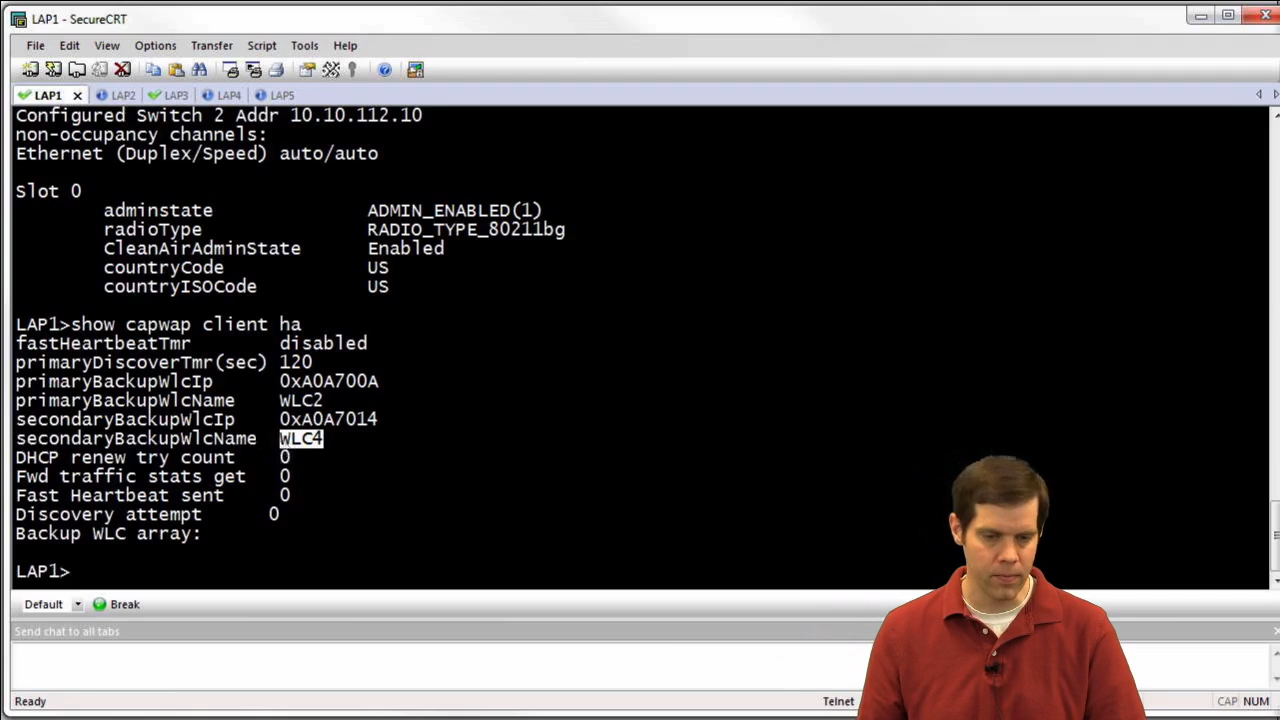 LAP1 - SecureCRT
File Edit View Options Transfer Script Tools Help
LAP1 x LAP2 LAP3 LAP4 LAP5
Configured Switch 2 Addr 10.10.112.10
non-occupancy channels:
Ethernet (Duplex/Speed) auto/auto
Slot 0
adminstate ADMIN_ENABLED(1)
radioType RADIO_TYPE_80211bg
CleanAirAdminState Enabled
countryCode US
countryISOCode US
LAP1>show capwap client ha
fastHeartbeatTmr disabled
primaryDiscoverTmr(sec) 120
primaryBackupWlcIp 0xA0A700A
primaryBackupWlcName WLC2
secondaryBackupWlcIp 0xA0A7014
secondaryBackupWlcName WLC4
DHCP renew try count 0
Fwd traffic stats get 0
Fast Heartbeat sent 0
Discovery attempt 0
Backup WLC array:
LAP1>
Default Break
Send chat to all tabs
Ready Telnet CAP NUM